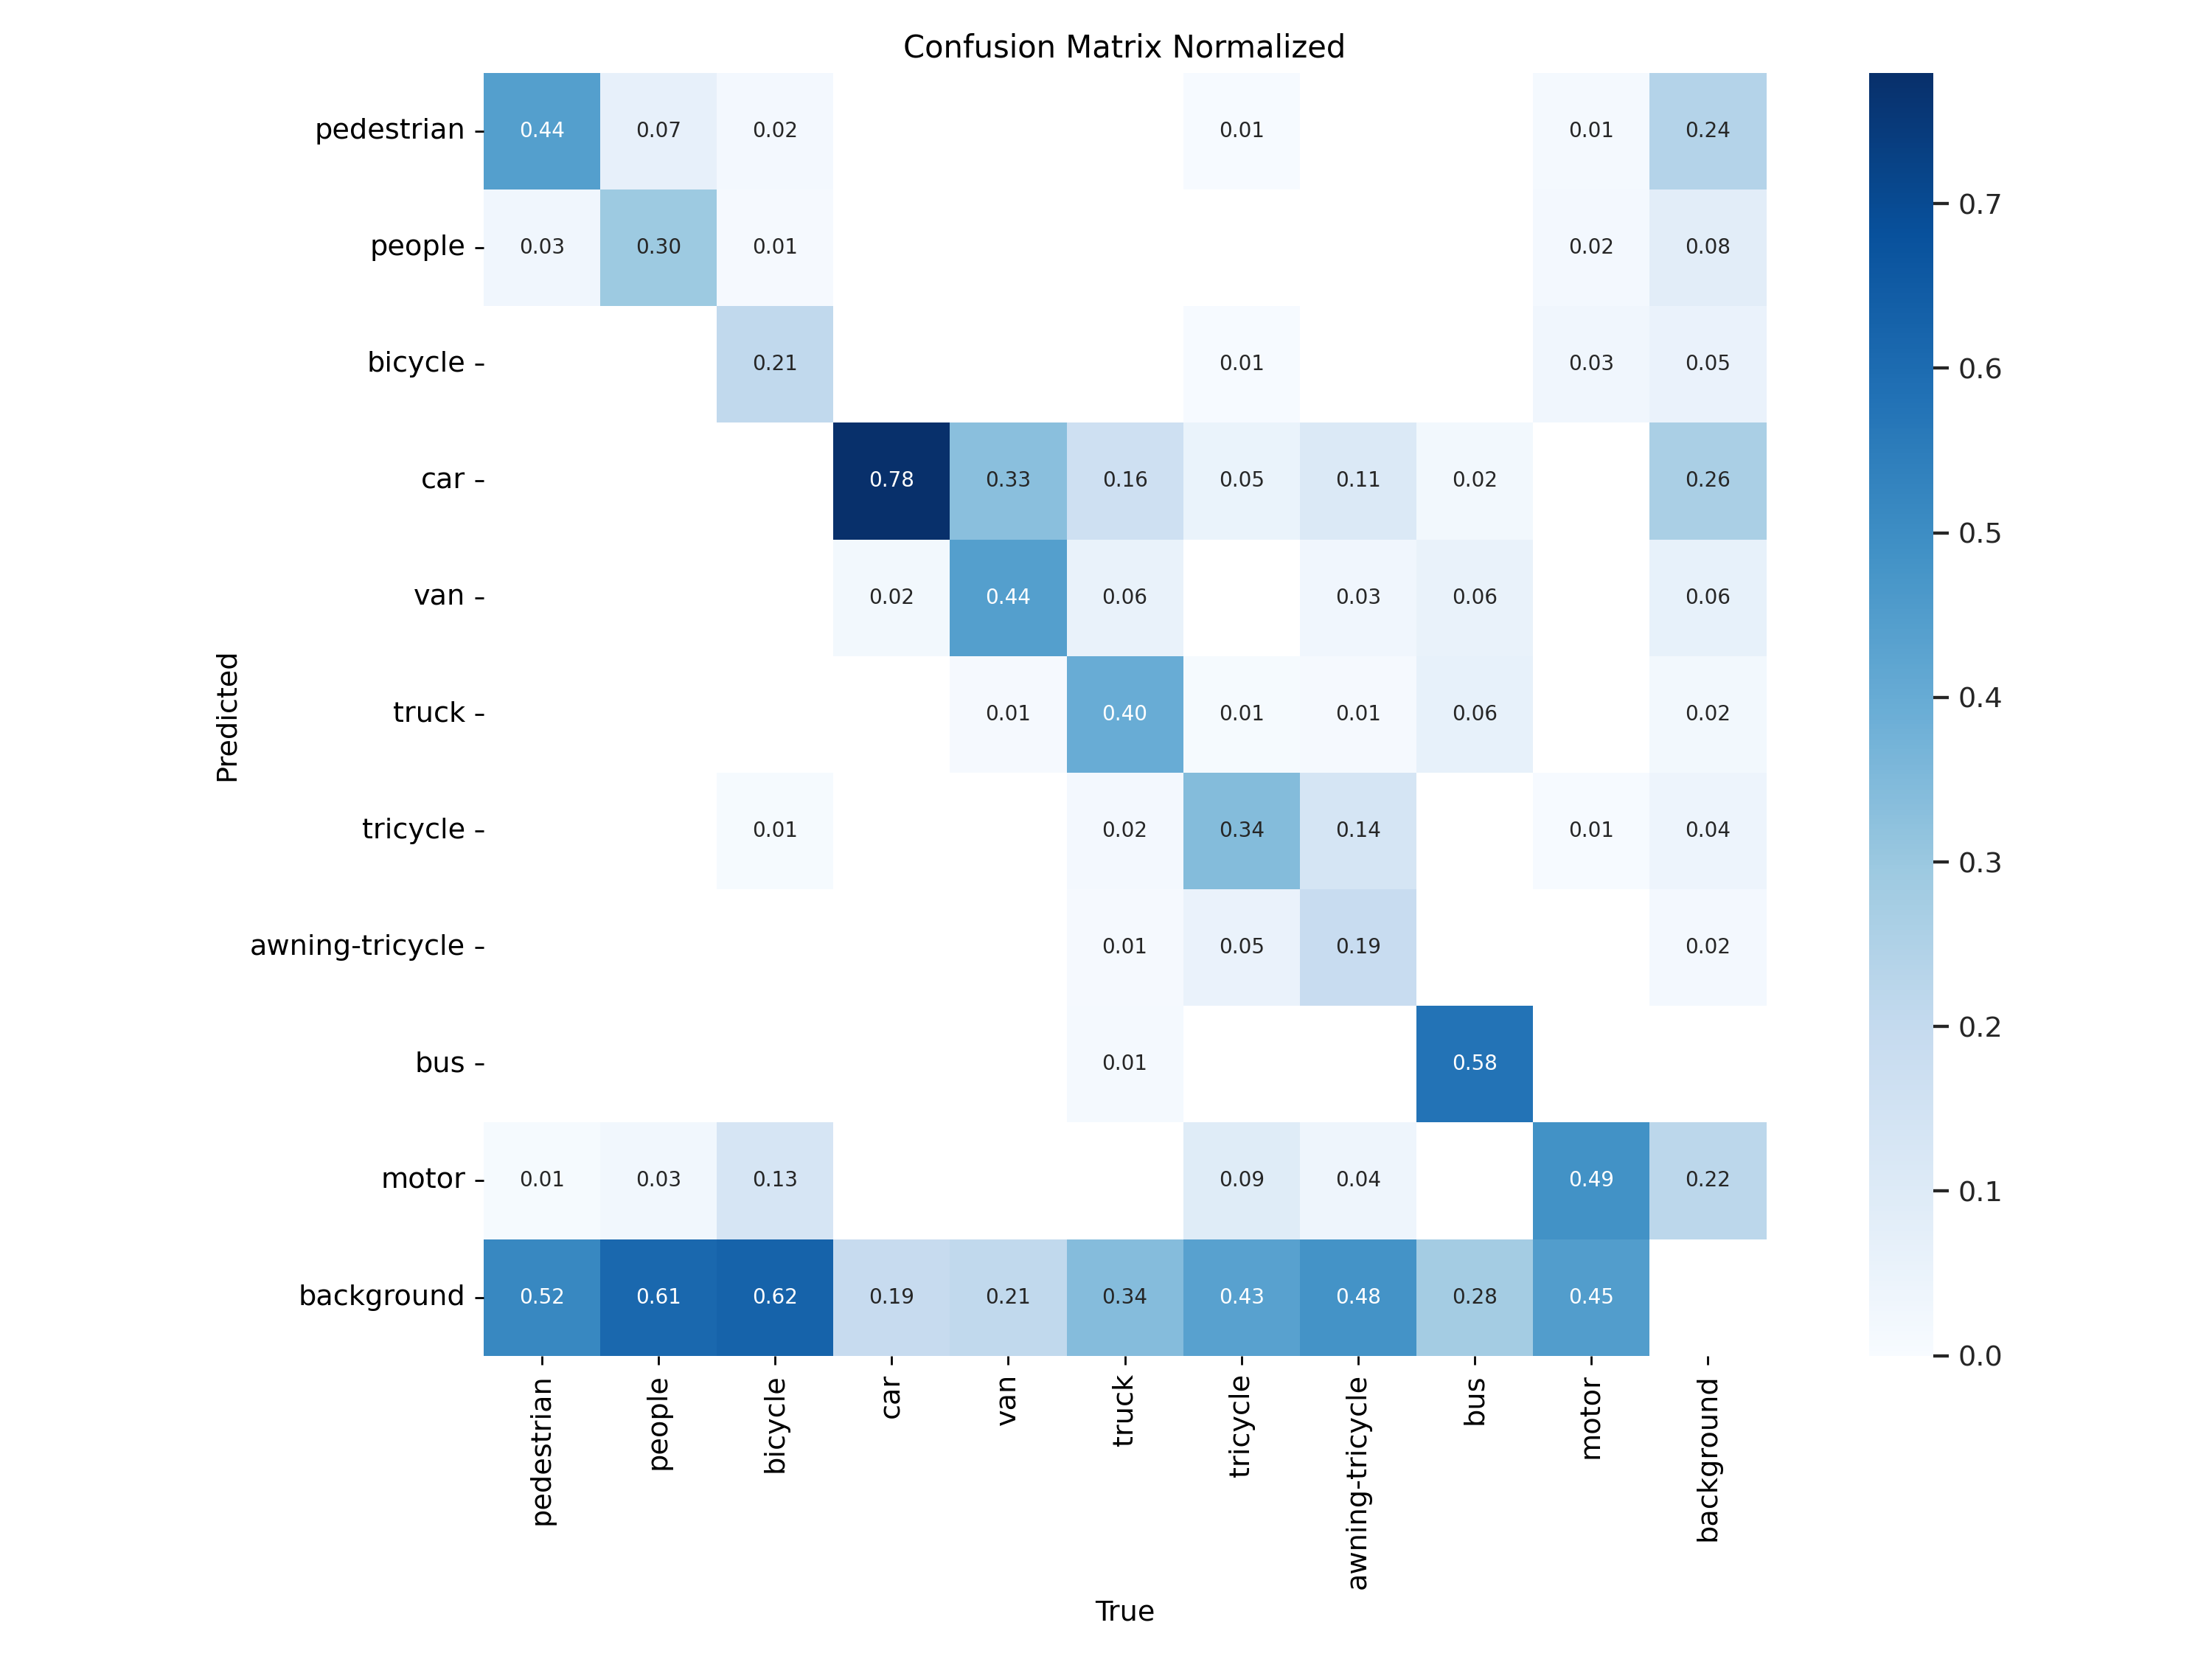 Confusion Matrix Normalized
pedestrian 0.44 0.07 0.02 0.01 0.01 0.24
people 0.03 0.30 0.01 0.02 0.08
bicycle 0.21 0.01 0.03 0.05
car 0.78 0.33 0.16 0.05 0.11 0.02 0.26
van 0.02 0.44 0.06 0.03 0.06 0.06
truck 0.01 0.40 0.01 0.01 0.06 0.02
tricycle 0.01 0.02 0.34 0.14 0.01 0.04
awning-tricycle 0.01 0.05 0.19 0.02
bus 0.01 0.58
motor 0.01 0.03 0.13 0.09 0.04 0.49 0.22
background 0.52 0.61 0.62 0.19 0.21 0.34 0.43 0.48 0.28 0.45
Predicted
pedestrian
people
bicycle
car
van
truck
tricycle
awning-tricycle
bus
motor
background
True
0.7
0.6
0.5
0.4
0.3
0.2
0.1
0.0